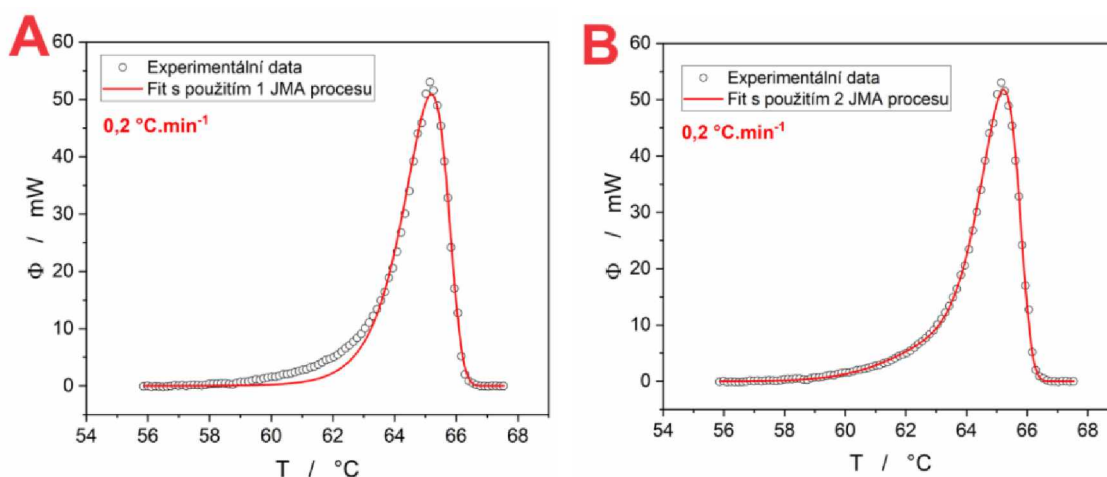 A
60
50
40
30
20
10
0
Φ / mW
Experimentální data
Fit s použitím 1 JMA procesu
0,2 °C.min⁻¹
54 56 58 60 62 64 66 68
T / °C
B
60
50
40
30
20
10
0
Φ / mW
Experimentální data
Fit s použitím 2 JMA procesu
0,2 °C.min⁻¹
54 56 58 60 62 64 66 68
T / °C